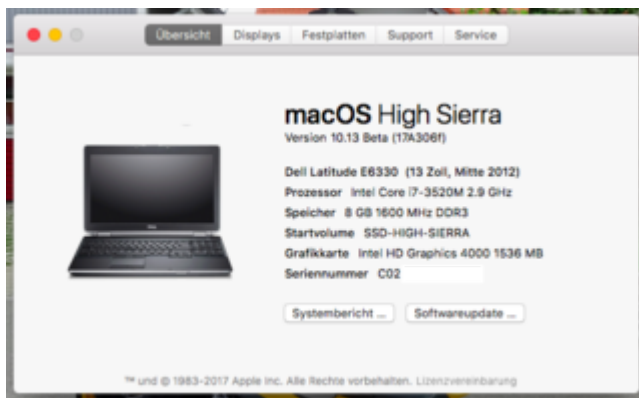 Übersicht Displays Festplatten Support Service
macOS High Sierra
Version 10.13 Beta (17A306f)
Dell Latitude E6330 (13 Zoll, Mitte 2012)
Prozessor Intel Core i7-3520M 2.9 GHz
Speicher 8 GB 1600 MHz DDR3
Startvolume SSD-HIGH-SIERRA
Grafikkarte Intel HD Graphics 4000 1536 MB
Seriennummer C02
Systembericht ... Softwareupdate ...
™ und © 1983-2017 Apple Inc. Alle Rechte vorbehalten. Lizenzvereinbarung